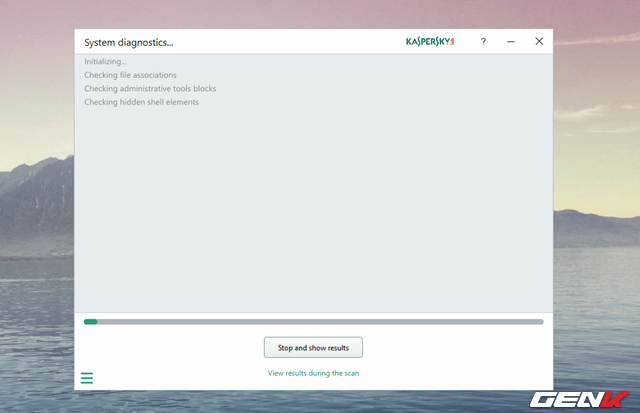 System diagnostics...
KASPERSKY lab ?
Initializing...
Checking file associations
Checking administrative tools blocks
Checking hidden shell elements
Stop and show results
View results during the scan
GENK